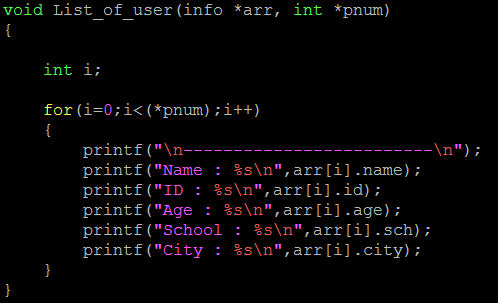 void List_of_user(info *arr, int *pnum)
{
    int i;
    for(i=0;i<(*pnum);i++)
    {
        printf("\n-------------------------\n");
        printf("Name : %s\n",arr[i].name);
        printf("ID : %s\n",arr[i].id);
        printf("Age : %s\n",arr[i].age);
        printf("School : %s\n",arr[i].sch);
        printf("City : %s\n",arr[i].city);
    }
}